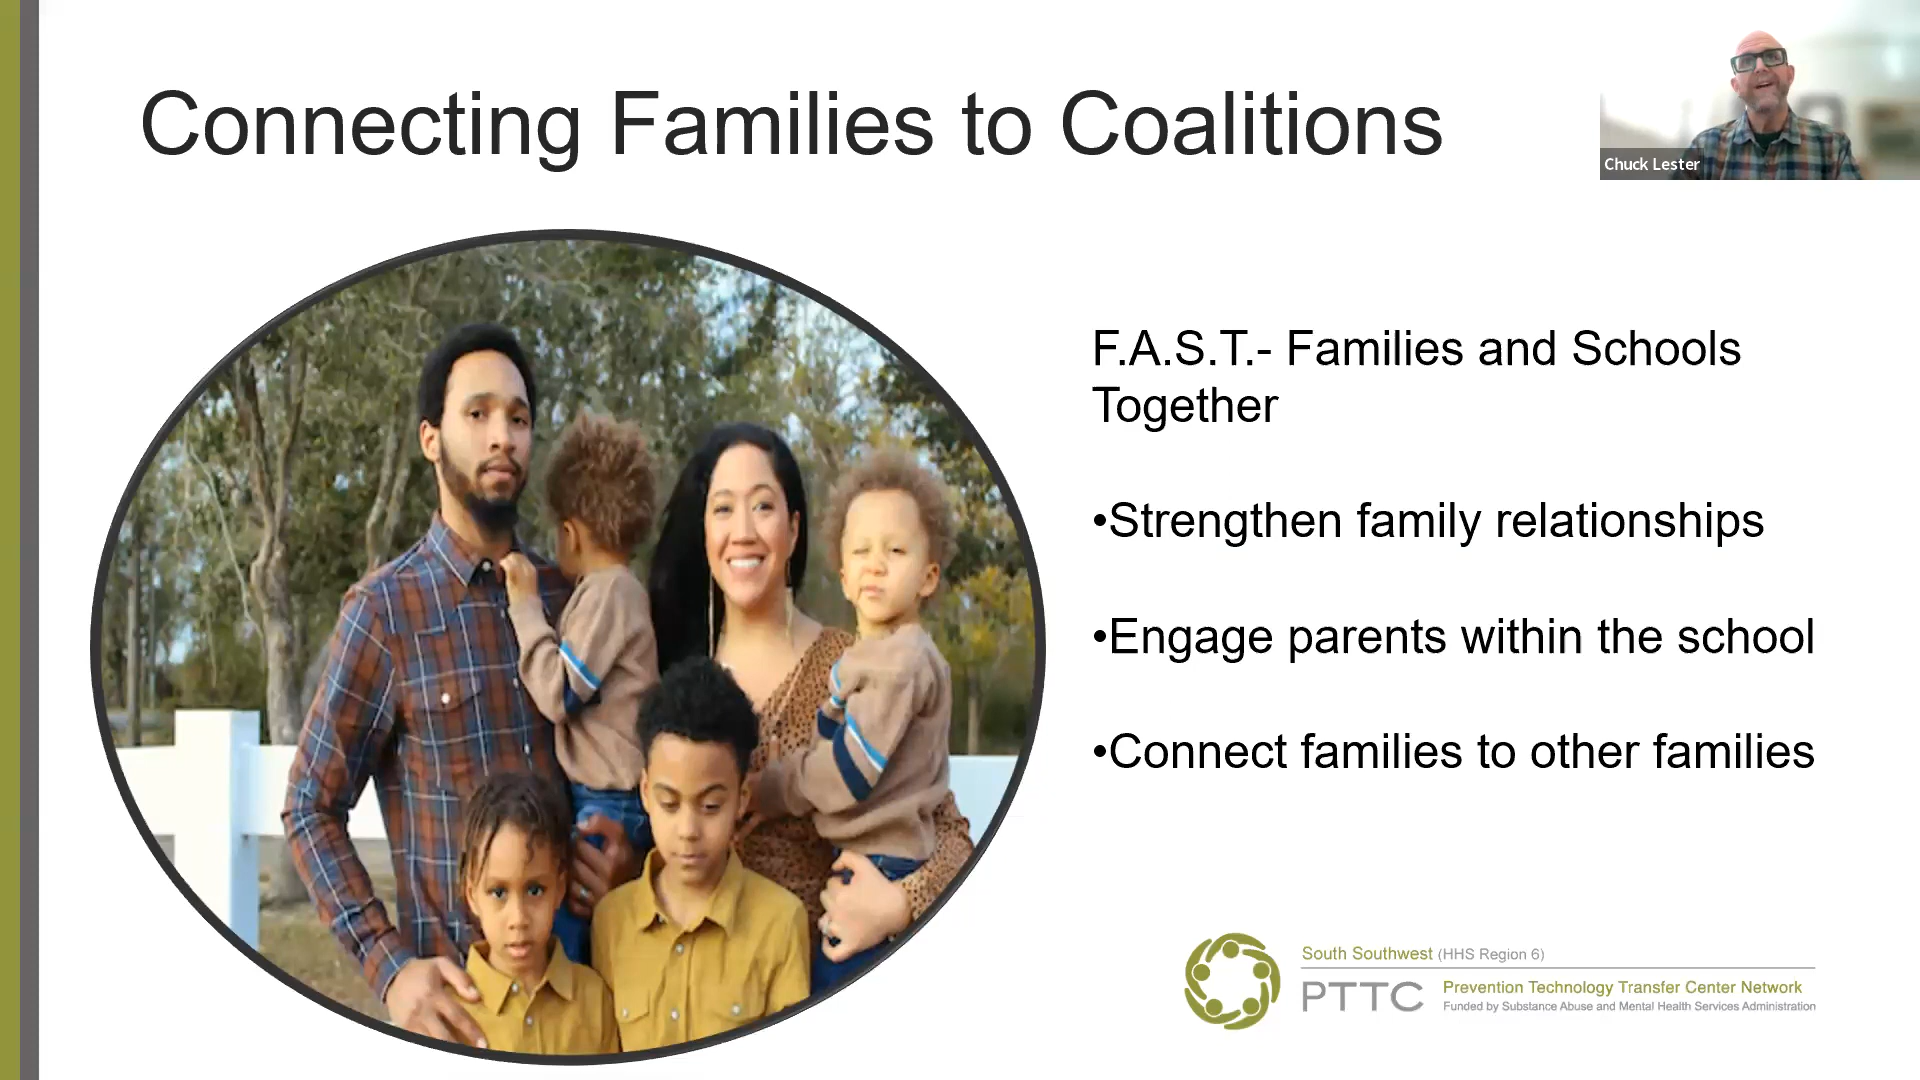 Connecting Families to Coalitions
Chuck Lester
F.A.S.T.- Families and Schools
Together
•Strengthen family relationships
•Engage parents within the school
•Connect families to other families
South Southwest (HHS Region 6)
PTTC
Prevention Technology Transfer Center Network
Funded by Substance Abuse and Mental Health Services Administration